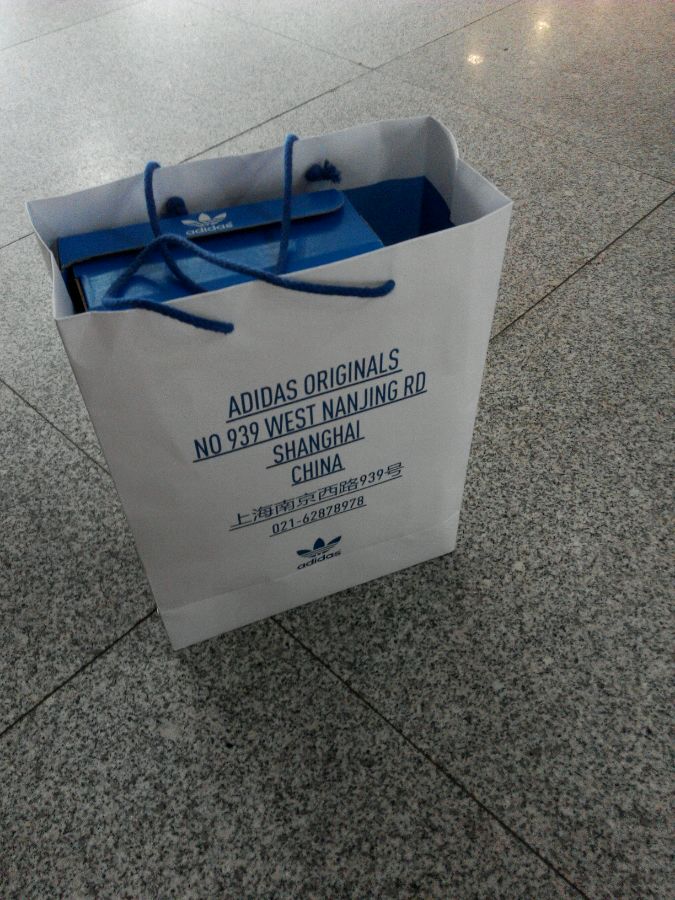 adidas
ADIDAS ORIGINALS
NO 939 WEST NANJING RD
SHANGHAI
CHINA
上海南京西路939号
021-62878978
adidas